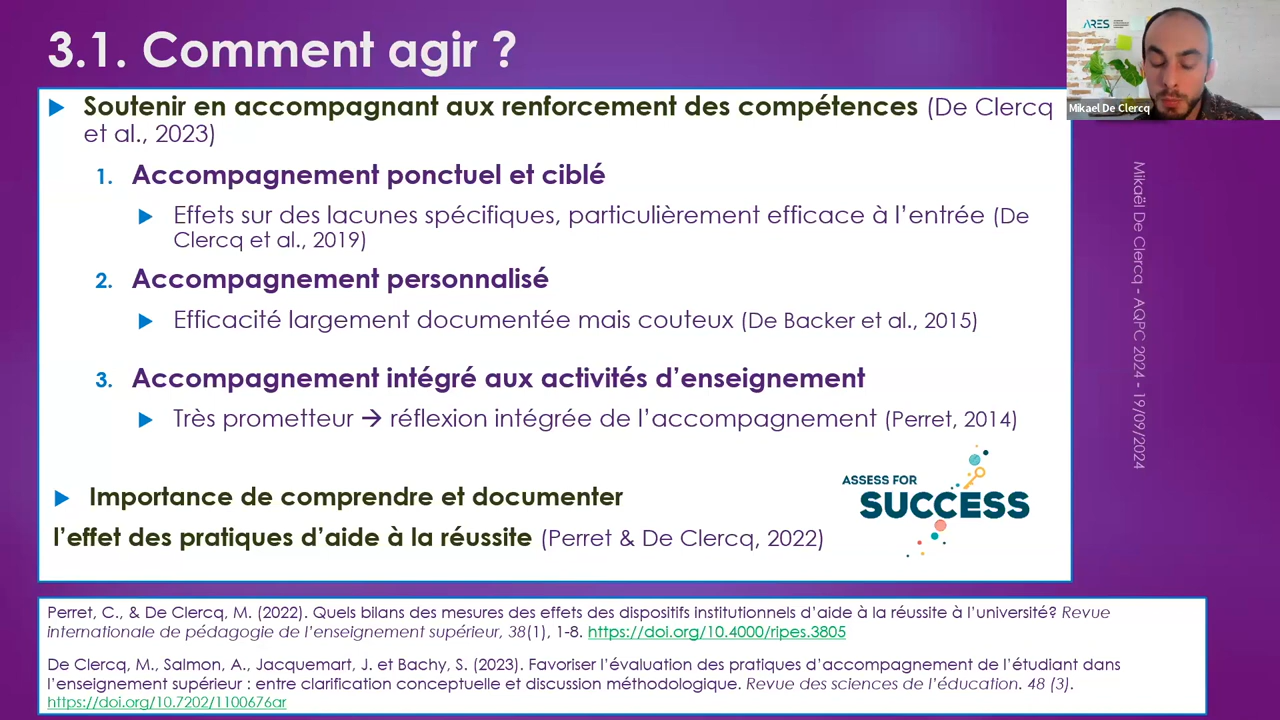 3.1. Comment agir ?
ARES
Mikael De Clercq
Soutenir en accompagnant aux renforcement des compétences (De Clercq
et al., 2023)
1. Accompagnement ponctuel et ciblé
Effets sur des lacunes spécifiques, particulièrement efficace à l’entrée (De
Clercq et al., 2019)
2. Accompagnement personnalisé
Efficacité largement documentée mais couteux (De Backer et al., 2015)
3. Accompagnement intégré aux activités d’enseignement
Très prometteur → réflexion intégrée de l’accompagnement (Perret, 2014)
Importance de comprendre et documenter
l’effet des pratiques d’aide à la réussite (Perret & De Clercq, 2022)
ASSESS FOR
SUCCESS
Mikaël De Clercq - AQPC 2024 - 19/09/2024
Perret, C., & De Clercq, M. (2022). Quels bilans des mesures des effets des dispositifs institutionnels d’aide à la réussite à l’université? Revue
internationale de pédagogie de l’enseignement supérieur, 38(1), 1-8. https://doi.org/10.4000/ripes.3805
De Clercq, M., Salmon, A., Jacquemart, J. et Bachy, S. (2023). Favoriser l’évaluation des pratiques d’accompagnement de l’étudiant dans
l’enseignement supérieur : entre clarification conceptuelle et discussion méthodologique. Revue des sciences de l’éducation. 48 (3).
https://doi.org/10.7202/1100676ar